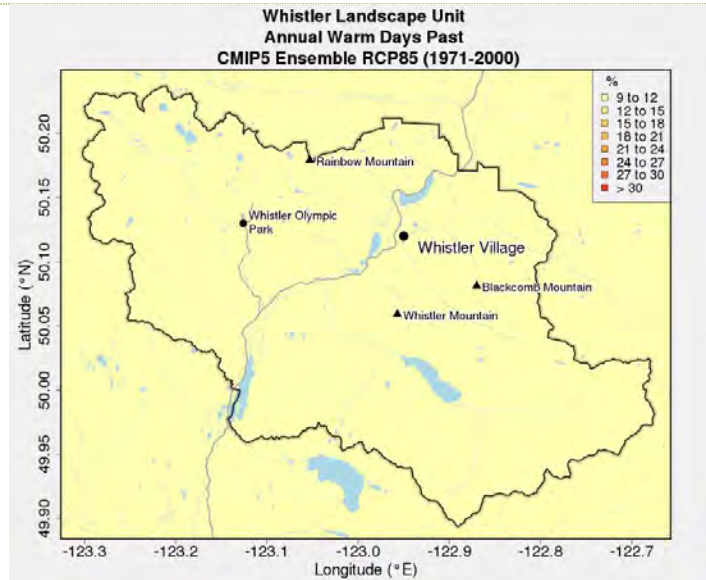 Whistler Landscape Unit
Annual Warm Days Past
CMIP5 Ensemble RCP85 (1971-2000)
%
9 to 12
12 to 15
15 to 18
18 to 21
21 to 24
24 to 27
27 to 30
> 30
Rainbow Mountain
Whistler Olympic
Park
Whistler Village
Blackcomb Mountain
Whistler Mountain
Latitude (°N)
50.20
50.15
50.10
50.05
50.00
49.95
49.90
-123.3
-123.2
-123.1
-123.0
-122.9
-122.8
-122.7
Longitude (°E)